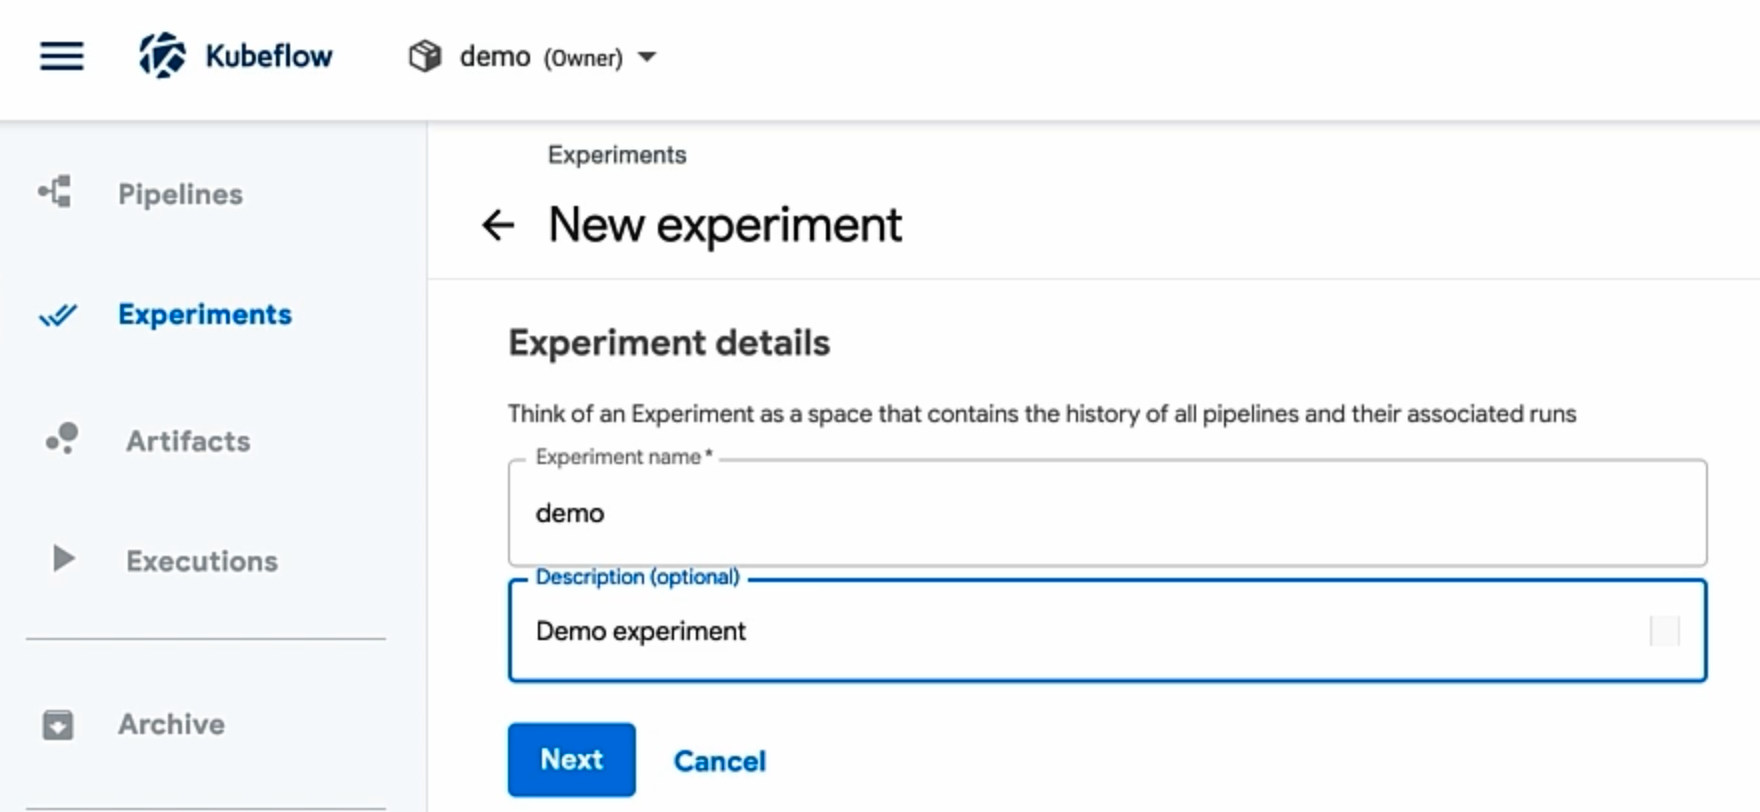 Kubeflow demo (Owner)
Pipelines
Experiments
Artifacts
Executions
Archive
Experiments
New experiment
Experiment details
Think of an Experiment as a space that contains the history of all pipelines and their associated runs
Experiment name*
demo
Description (optional)
Demo experiment
Next Cancel